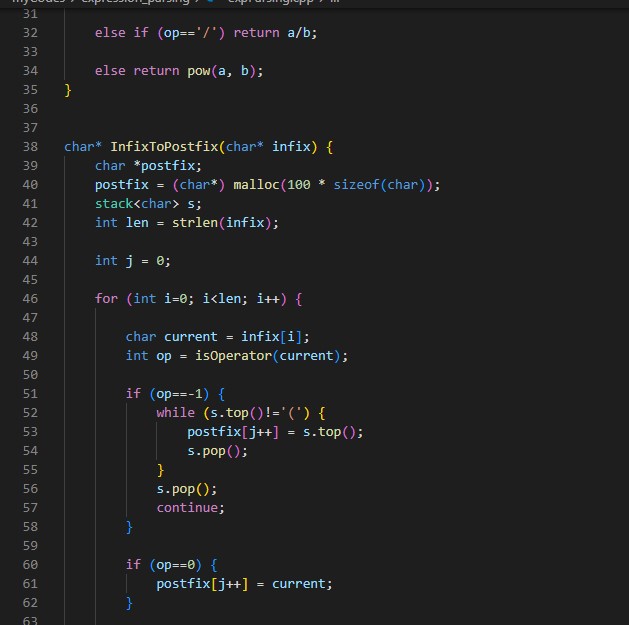 myCodes > expression_parsing > expParsing.cpp > ...
31
32 else if (op=='/') return a/b;
33
34 else return pow(a, b);
35 }
36
37
38 char* InfixToPostfix(char* infix) {
39 char *postfix;
40 postfix = (char*) malloc(100 * sizeof(char));
41 stack<char> s;
42 int len = strlen(infix);
43
44 int j = 0;
45
46 for (int i=0; i<len; i++) {
47
48 char current = infix[i];
49 int op = isOperator(current);
50
51 if (op==-1) {
52 while (s.top()!='(') {
53 postfix[j++] = s.top();
54 s.pop();
55 }
56 s.pop();
57 continue;
58 }
59
60 if (op==0) {
61 postfix[j++] = current;
62 }
63